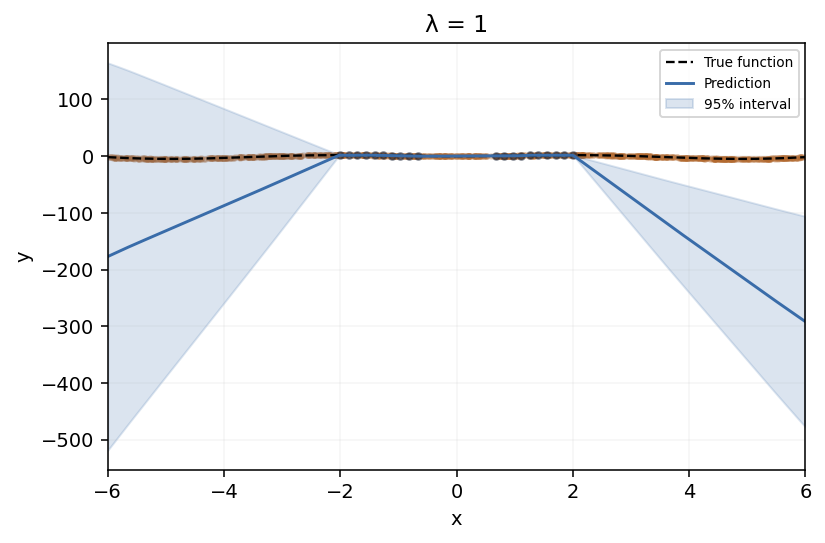 λ = 1
True function
Prediction
95% interval
100
0
−100
−200
−300
−400
−500
y
−6 −4 −2 0 2 4 6
x